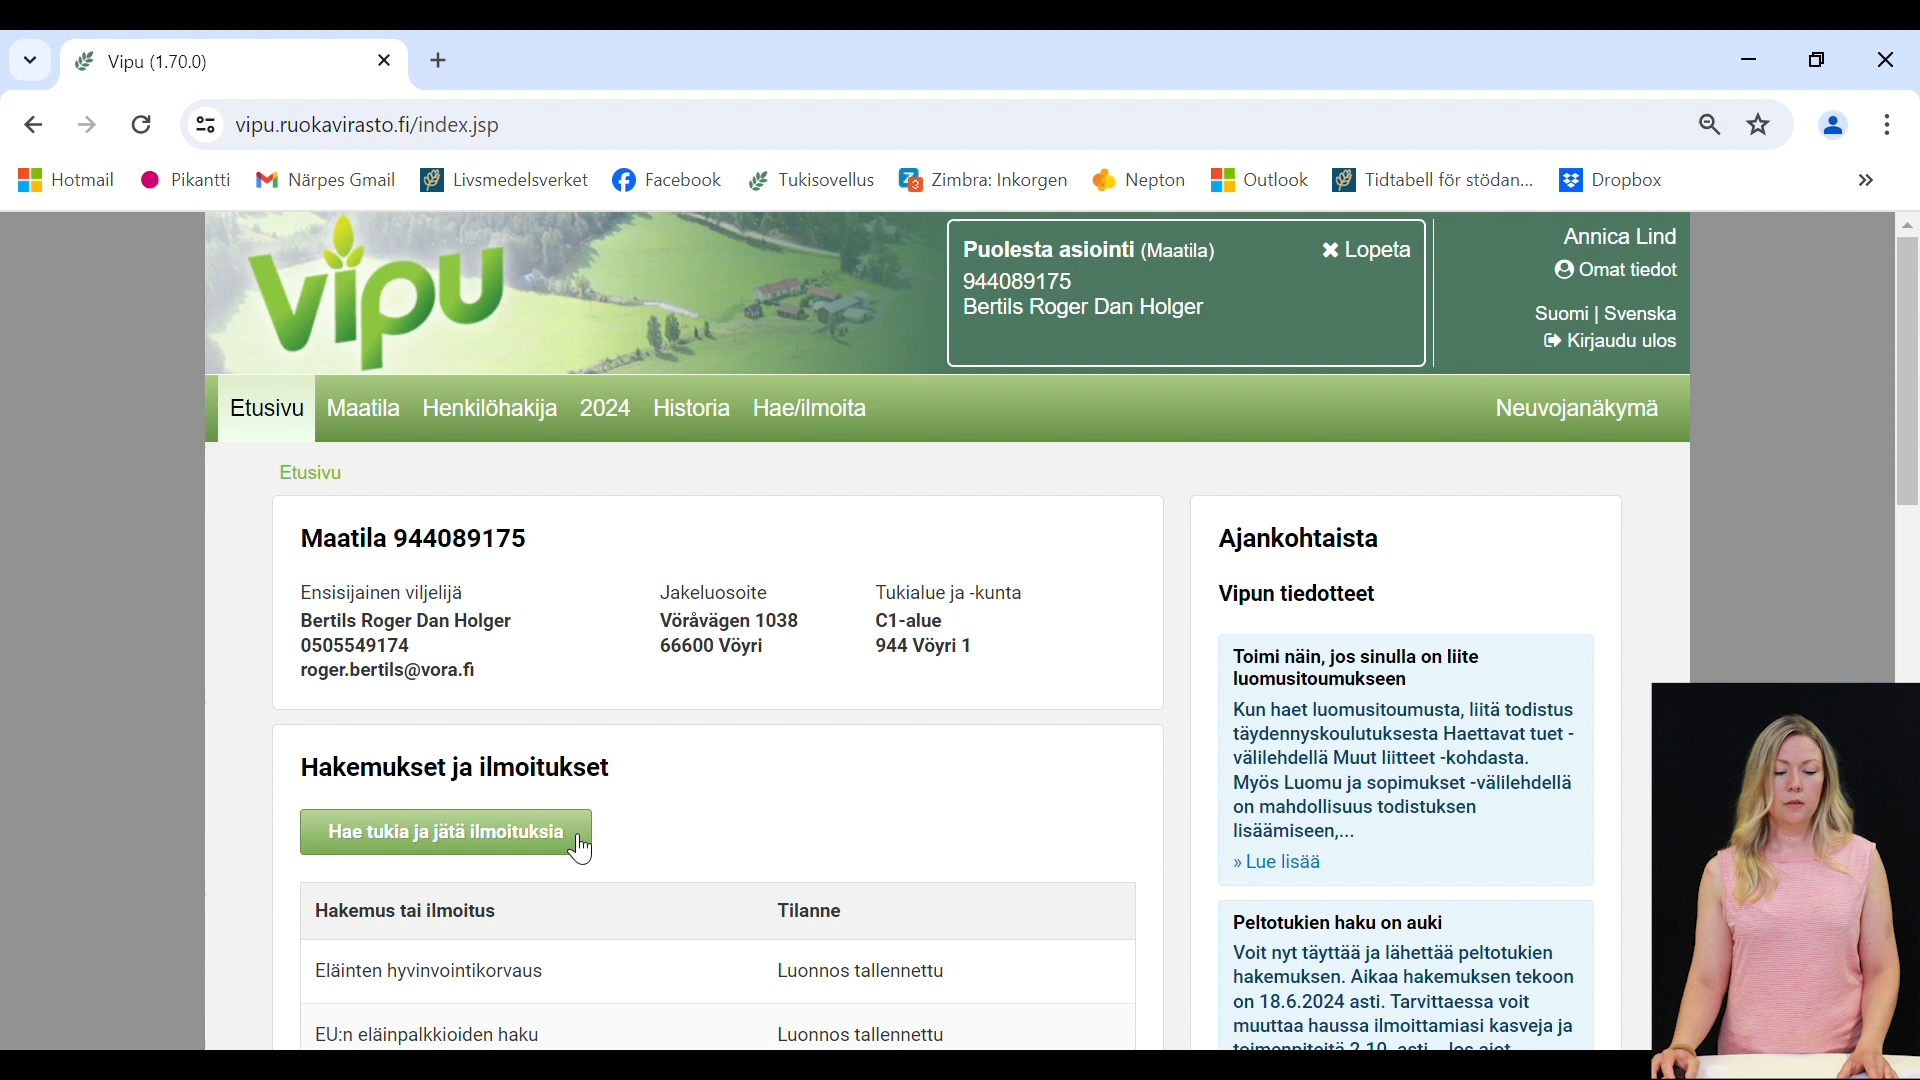 Vipu (1.70.0)
vipu.ruokavirasto.fi/index.jsp
Hotmail
Pikantti
Närpes Gmail
Livsmedelsverket
Facebook
Tukisovellus
Zimbra: Inkorgen
Nepton
Outlook
Tidtabell för stödan...
Dropbox
vipu
Puolesta asiointi (Maatila)
Lopeta
944089175
Bertils Roger Dan Holger
Annica Lind
Omat tiedot
Suomi | Svenska
Kirjaudu ulos
Etusivu Maatila Henkilöhakija 2024 Historia Hae/ilmoita Neuvojanäkymä
Etusivu
Maatila 944089175
Ensisijainen viljelijä
Bertils Roger Dan Holger
0505549174
roger.bertils@vora.fi
Jakeluosoite
Vöråvägen 1038
66600 Vöyri
Tukialue ja -kunta
C1-alue
944 Vöyri 1
Hakemukset ja ilmoitukset
Hae tukia ja jätä ilmoituksia
Hakemus tai ilmoitus Tilanne
Eläinten hyvinvointikorvaus Luonnos tallennettu
EU:n eläinpalkkioiden haku Luonnos tallennettu
Ajankohtaista
Vipun tiedotteet
Toimi näin, jos sinulla on liite
luomusitoumukseen
Kun haet luomusitoumusta, liitä todistus
täydennyskoulutuksesta Haettavat tuet -
välilehdellä Muut liitteet -kohdasta.
Myös Luomu ja sopimukset -välilehdellä
on mahdollisuus todistuksen
lisäämiseen,...
» Lue lisää
Peltotukien haku on auki
Voit nyt täyttää ja lähettää peltotukien
hakemuksen. Aikaa hakemuksen tekoon
on 18.6.2024 asti. Tarvittaessa voit
muuttaa haussa ilmoittamiasi kasveja ja
toimenpiteitä 2.10. asti.